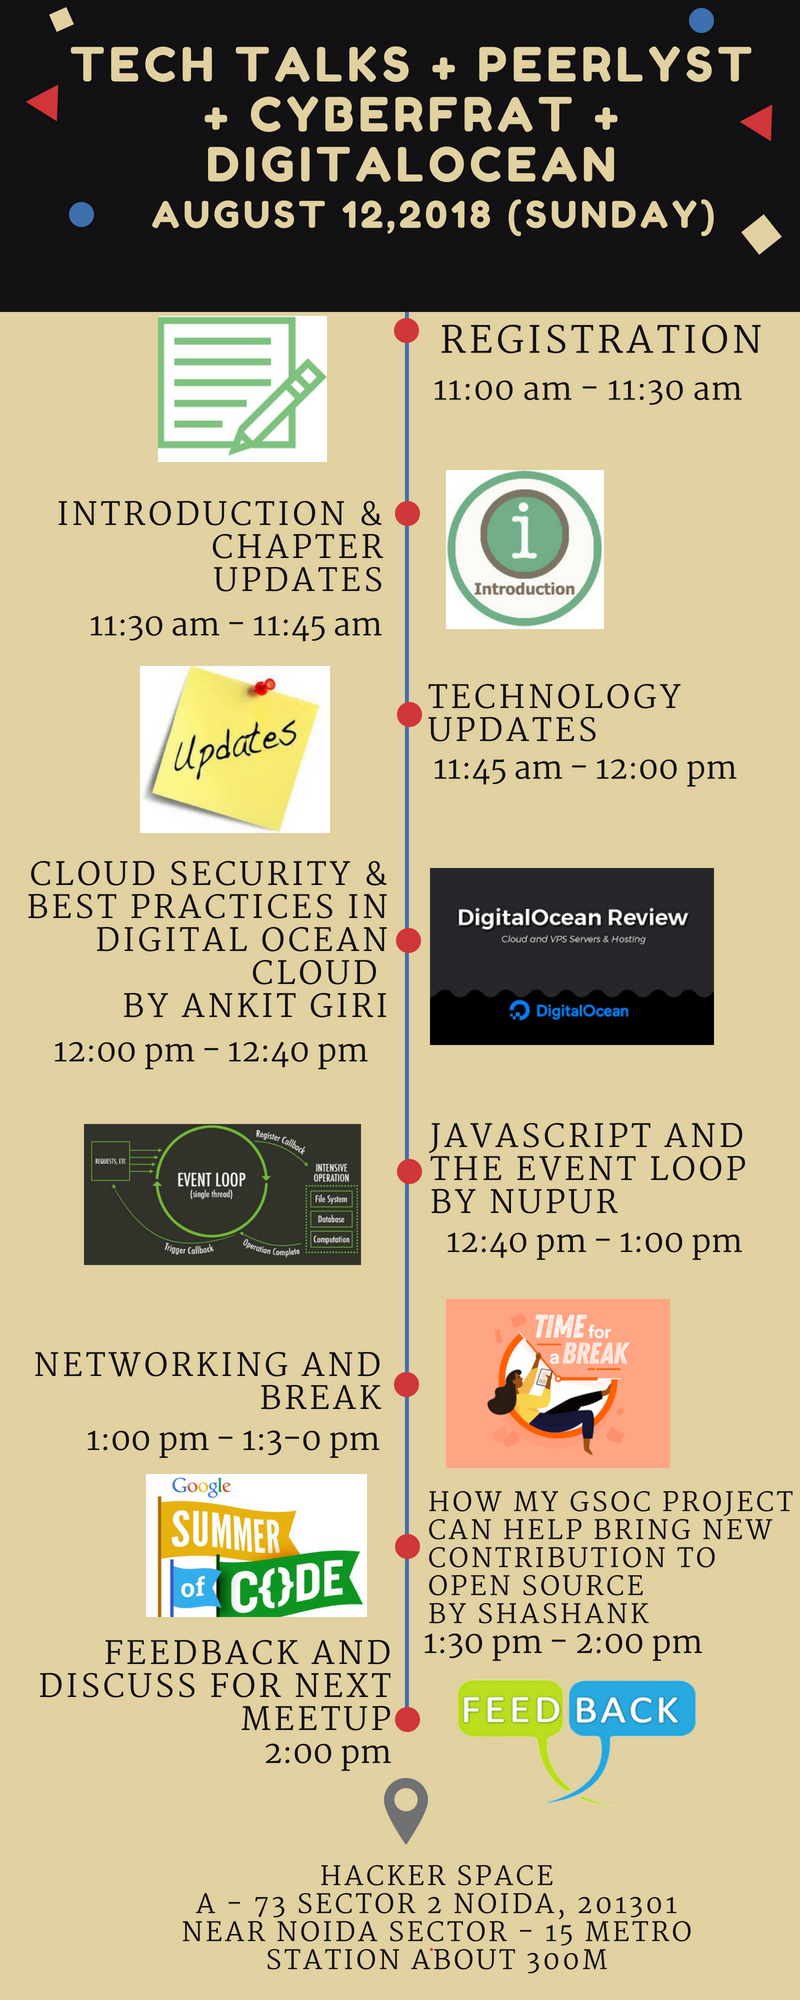 TECH TALKS + PEERLYST
+ CYBERFRAT +
DIGITALOCEAN
AUGUST 12,2018 (SUNDAY)
REGISTRATION
11:00 am - 11:30 am
INTRODUCTION &
CHAPTER
UPDATES
11:30 am - 11:45 am
i
Introduction
Updates
TECHNOLOGY
UPDATES
11:45 am - 12:00 pm
CLOUD SECURITY &
BEST PRACTICES IN
DIGITAL OCEAN
CLOUD
BY ANKIT GIRI
12:00 pm - 12:40 pm
DigitalOcean Review
Cloud and VPS Servers & Hosting
DigitalOcean
REQUESTS, ETC
EVENT LOOP
(single thread)
Register Callback
INTENSIVE
OPERATION
File System
Database
Computation
Operation Complete
Trigger Callback
JAVASCRIPT AND
THE EVENT LOOP
BY NUPUR
12:40 pm - 1:00 pm
NETWORKING AND
BREAK
1:00 pm - 1:3-0 pm
TIME for
a BREAK
Google
SUMMER
of CODE
HOW MY GSOC PROJECT
CAN HELP BRING NEW
CONTRIBUTION TO
OPEN SOURCE
BY SHASHANK
1:30 pm - 2:00 pm
FEEDBACK AND
DISCUSS FOR NEXT
MEETUP
2:00 pm
FEEDBACK
HACKER SPACE
A - 73 SECTOR 2 NOIDA, 201301
NEAR NOIDA SECTOR - 15 METRO
STATION ABOUT 300M